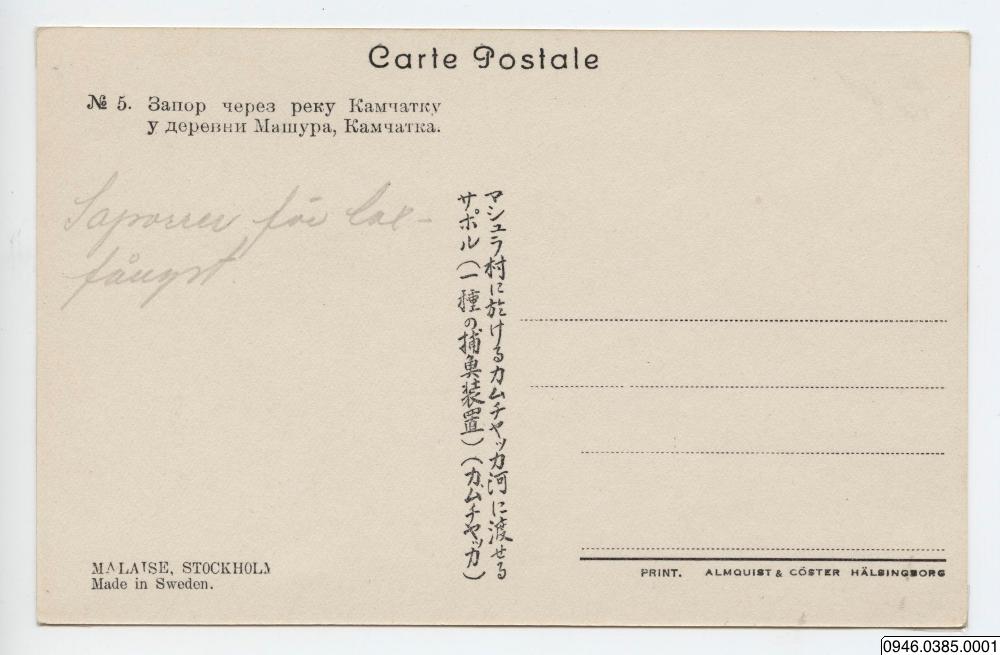 Carte Postale
№ 5. Запор через реку Камчатку
у деревни Машура, Камчатка.
Saporrer för lax-
fångst
マシュラ村に於けるカムチャッカ河に渡せる
サポル(一種の捕魚装置)(カムチャッカ)
MALAISE, STOCKHOLM
Made in Sweden.
PRINT. ALMQUIST & CÖSTER HÄLSINGBORG
0946.0385.0001